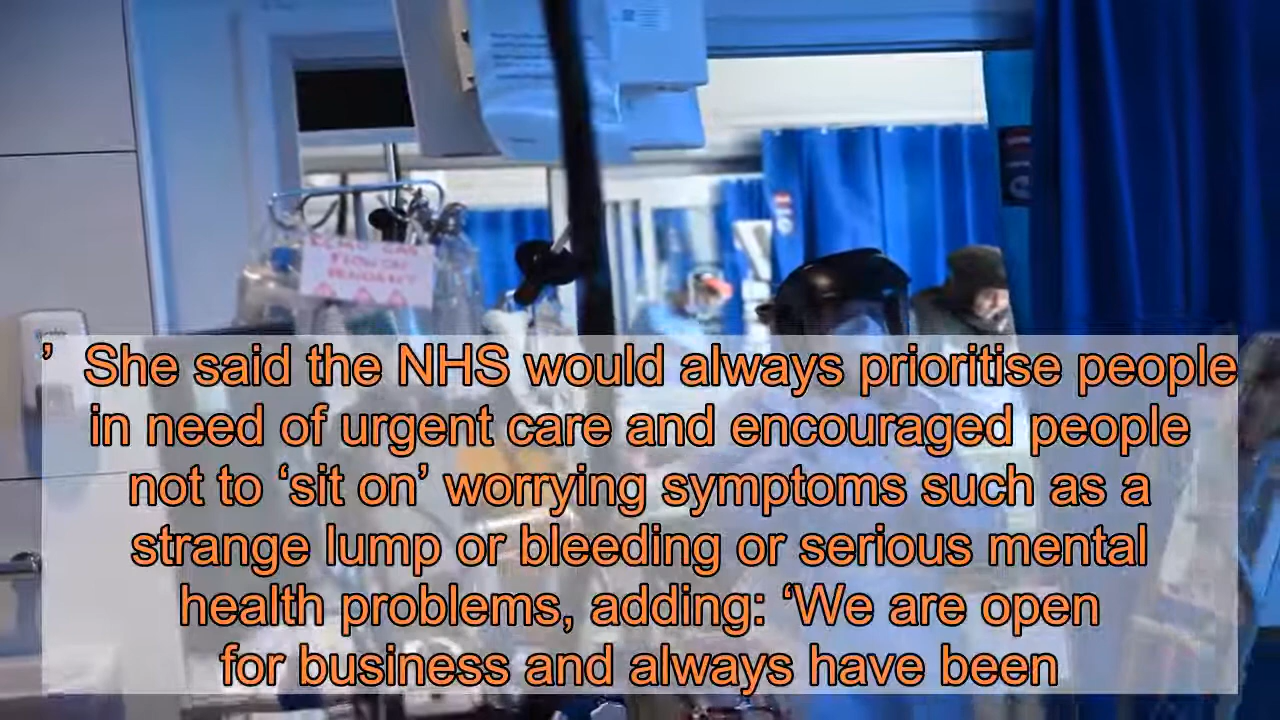 ’ She said the NHS would always prioritise people
in need of urgent care and encouraged people
not to ‘sit on’ worrying symptoms such as a
strange lump or bleeding or serious mental
health problems, adding: ‘We are open
for business and always have been